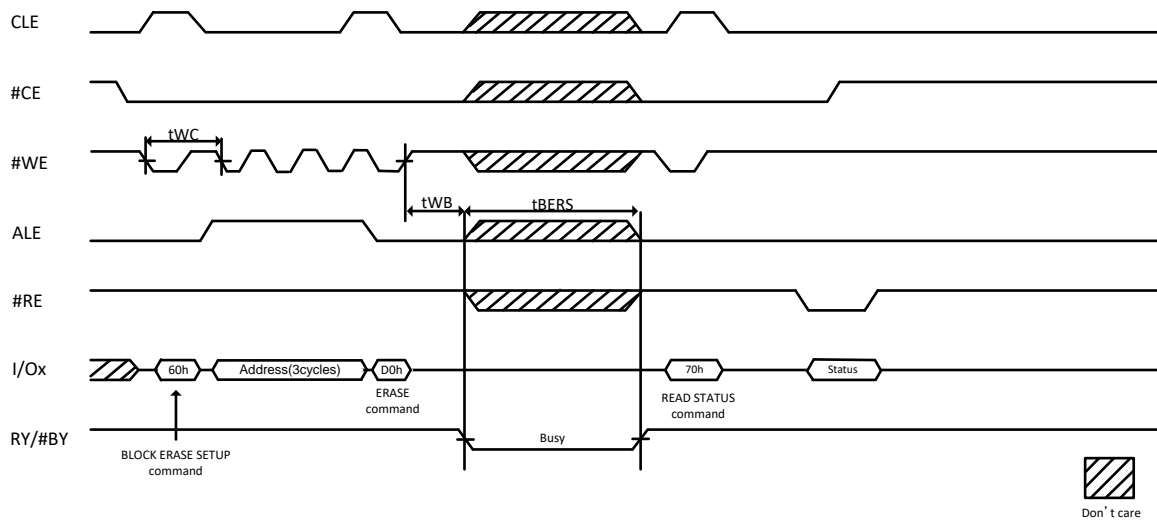 CLE
#CE
tWC
#WE
tWB
tBERS
ALE
#RE
I/Ox
60h
Address(3cycles)
D0h
70h
Status
ERASE
command
READ STATUS
command
RY/#BY
Busy
BLOCK ERASE SETUP
command
Don't care